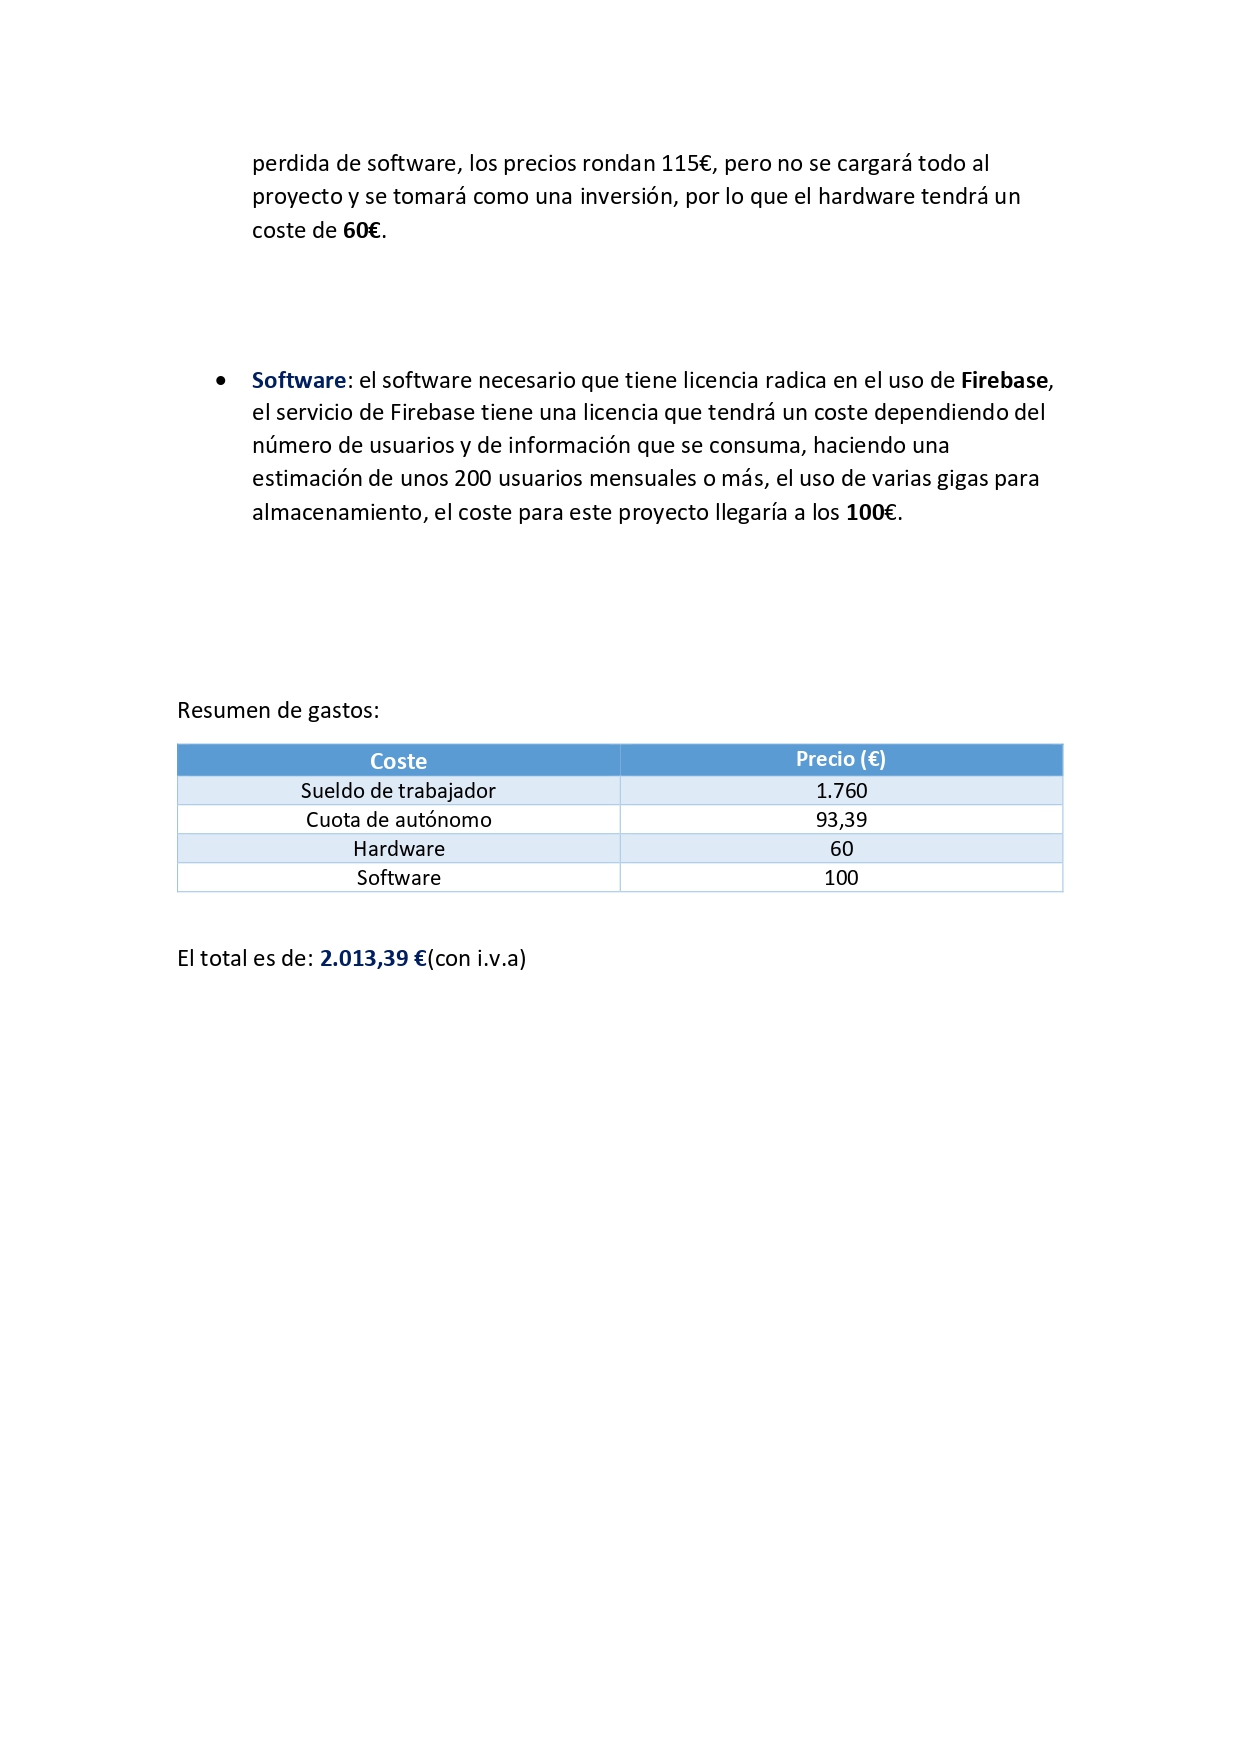 perdida de software, los precios rondan 115€, pero no se cargará todo al
proyecto y se tomará como una inversión, por lo que el hardware tendrá un
coste de 60€.
• Software: el software necesario que tiene licencia radica en el uso de Firebase,
el servicio de Firebase tiene una licencia que tendrá un coste dependiendo del
número de usuarios y de información que se consuma, haciendo una
estimación de unos 200 usuarios mensuales o más, el uso de varias gigas para
almacenamiento, el coste para este proyecto llegaría a los 100€.
Resumen de gastos:
Coste Precio (€)
Sueldo de trabajador 1.760
Cuota de autónomo 93,39
Hardware 60
Software 100
El total es de: 2.013,39 €(con i.v.a)